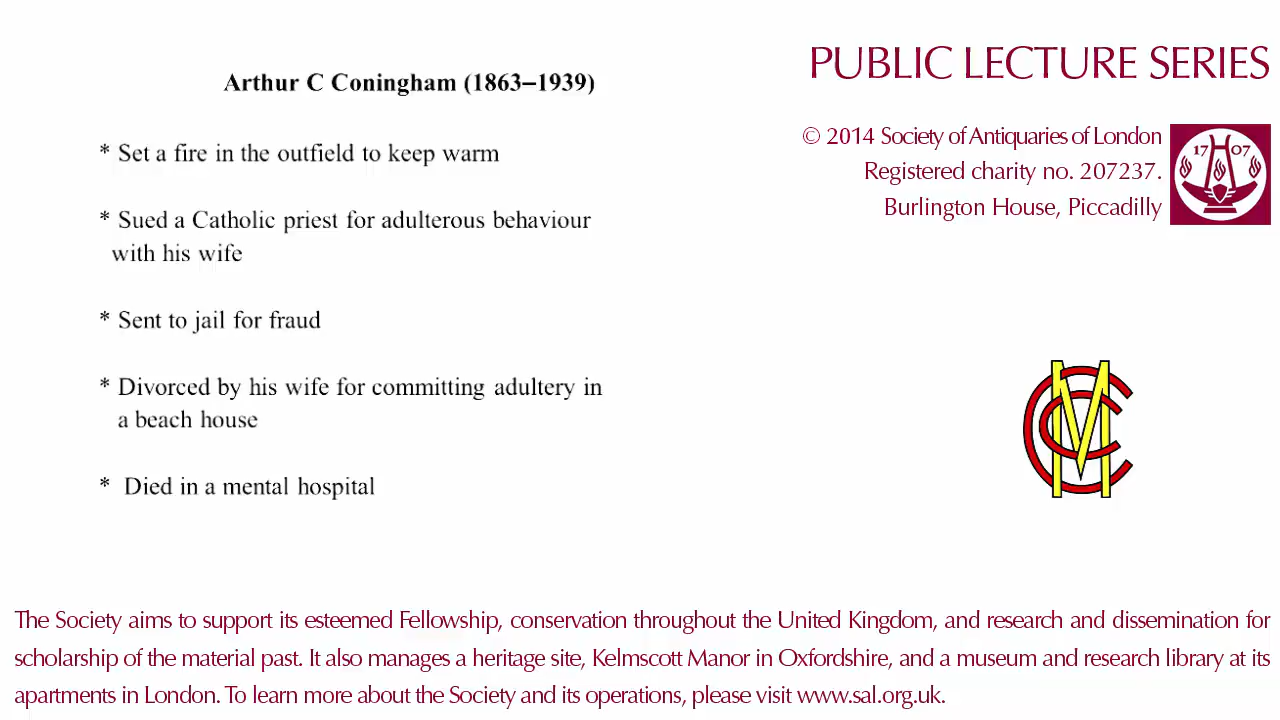 Arthur C Coningham (1863–1939)
* Set a fire in the outfield to keep warm
* Sued a Catholic priest for adulterous behaviour
with his wife
* Sent to jail for fraud
* Divorced by his wife for committing adultery in
a beach house
* Died in a mental hospital
PUBLIC LECTURE SERIES
© 2014 Society of Antiquaries of London
Registered charity no. 207237.
Burlington House, Piccadilly
17 07
MCC
The Society aims to support its esteemed Fellowship, conservation throughout the United Kingdom, and research and dissemination for
scholarship of the material past. It also manages a heritage site, Kelmscott Manor in Oxfordshire, and a museum and research library at its
apartments in London. To learn more about the Society and its operations, please visit www.sal.org.uk.